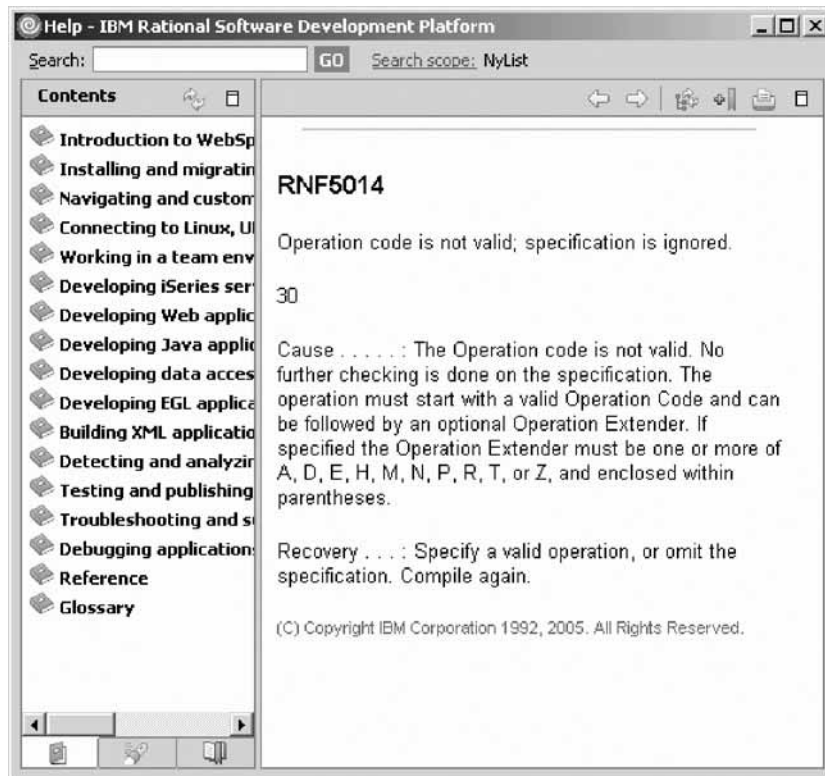 Help - IBM Rational Software Development Platform
Search: GO Search scope: NyList
Contents
Introduction to WebSp
Installing and migratin
Navigating and custom
Connecting to Linux, U
Working in a team env
Developing iSeries ser
Developing Web applic
Developing Java applic
Developing data acces
Developing EGL applica
Building XML applicatio
Detecting and analyzin
Testing and publishing
Troubleshooting and s
Debugging application
Reference
Glossary
RNF5014
Operation code is not valid; specification is ignored.
30
Cause . . . . . : The Operation code is not valid. No
further checking is done on the specification. The
operation must start with a valid Operation Code and can
be followed by an optional Operation Extender. If
specified the Operation Extender must be one or more of
A, D, E, H, M, N, P, R, T, or Z, and enclosed within
parentheses.
Recovery . . . : Specify a valid operation, or omit the
specification. Compile again.
(C) Copyright IBM Corporation 1992, 2005. All Rights Reserved.